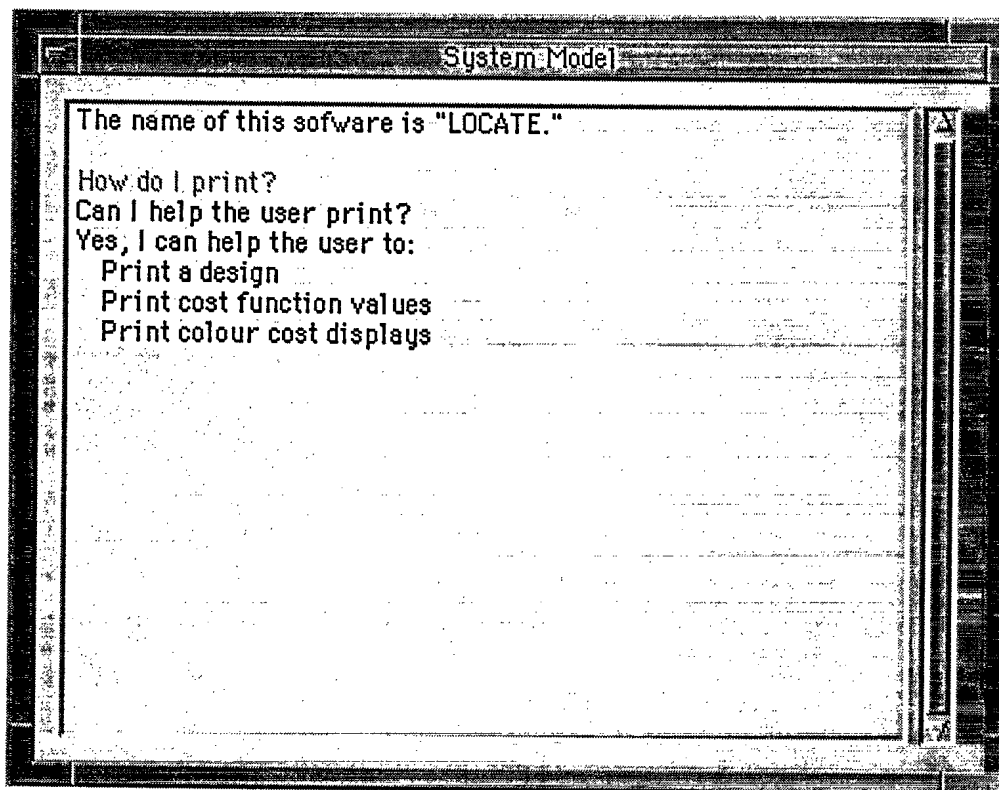 System Model
The name of this sofware is "LOCATE."
How do I print?
Can I help the user print?
Yes, I can help the user to:
Print a design
Print cost function values
Print colour cost displays